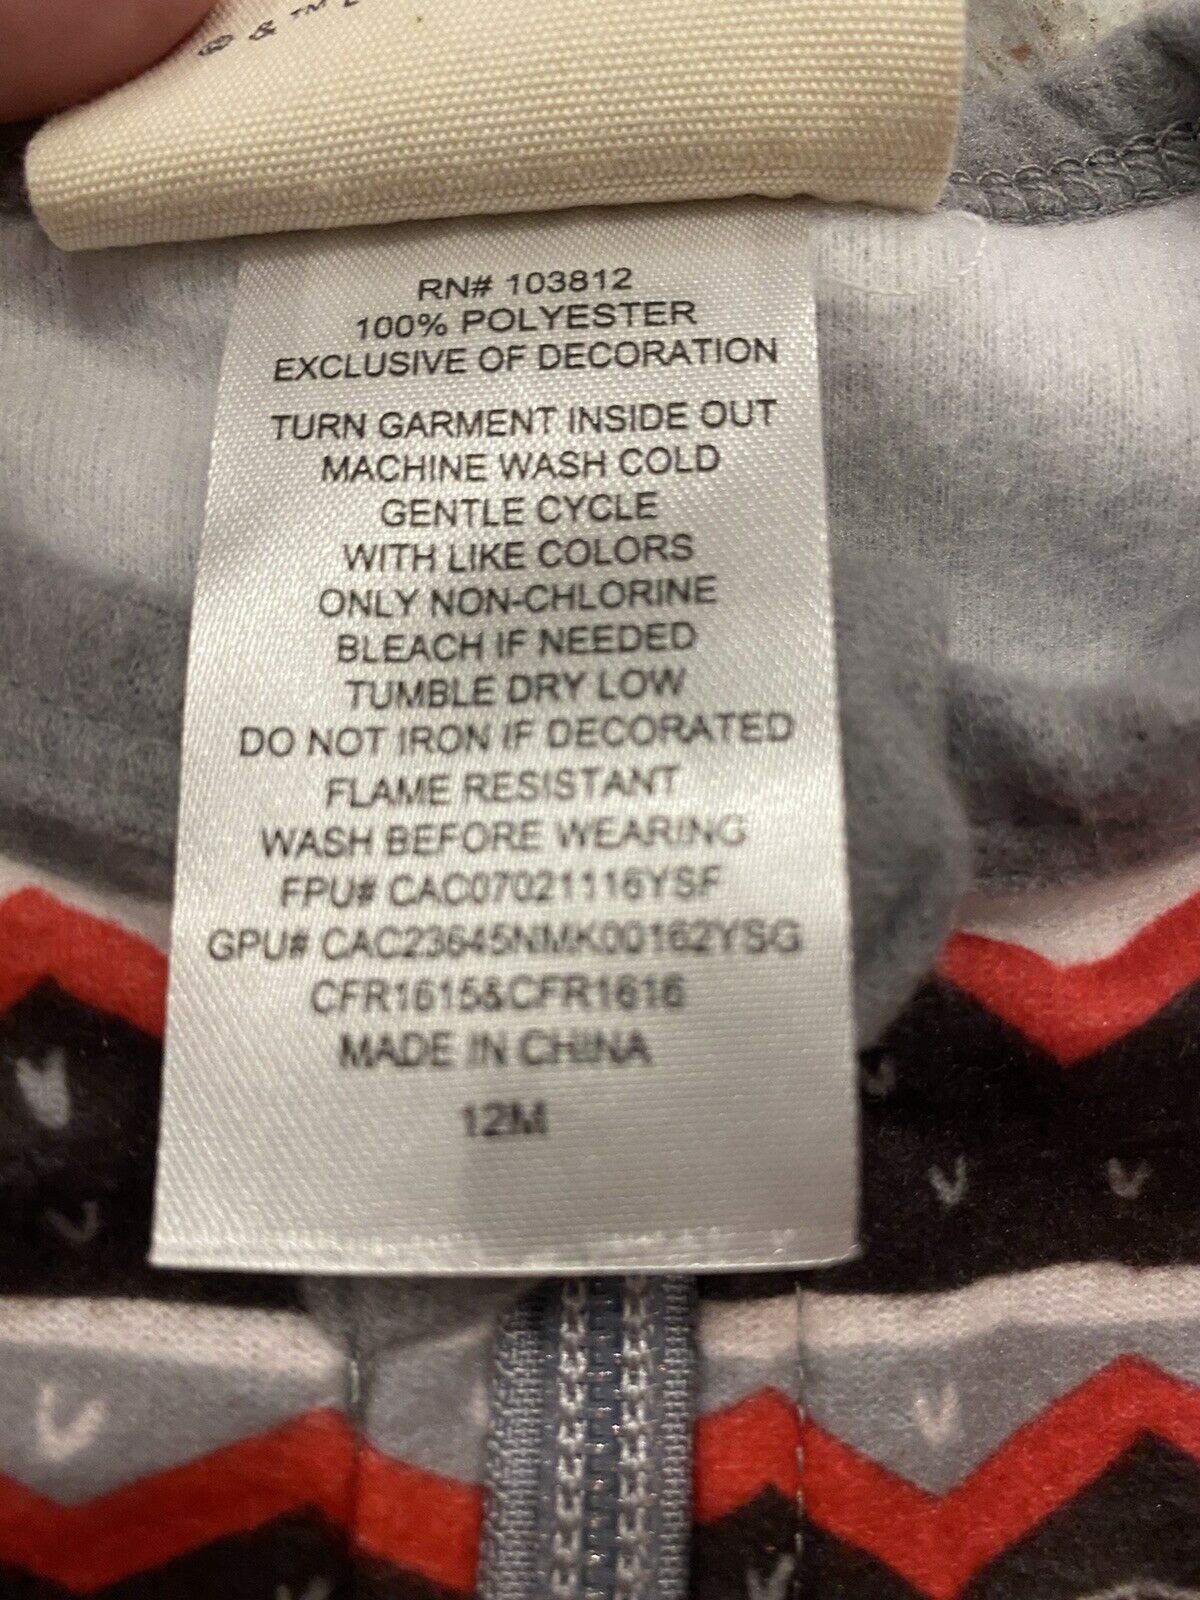 ® & ™
RN# 103812
100% POLYESTER
EXCLUSIVE OF DECORATION
TURN GARMENT INSIDE OUT
MACHINE WASH COLD
GENTLE CYCLE
WITH LIKE COLORS
ONLY NON-CHLORINE
BLEACH IF NEEDED
TUMBLE DRY LOW
DO NOT IRON IF DECORATED
FLAME RESISTANT
WASH BEFORE WEARING
FPU# CAC07021116YSF
GPU# CAC23645NMK00162YSG
CFR1615&CFR1616
MADE IN CHINA
12M